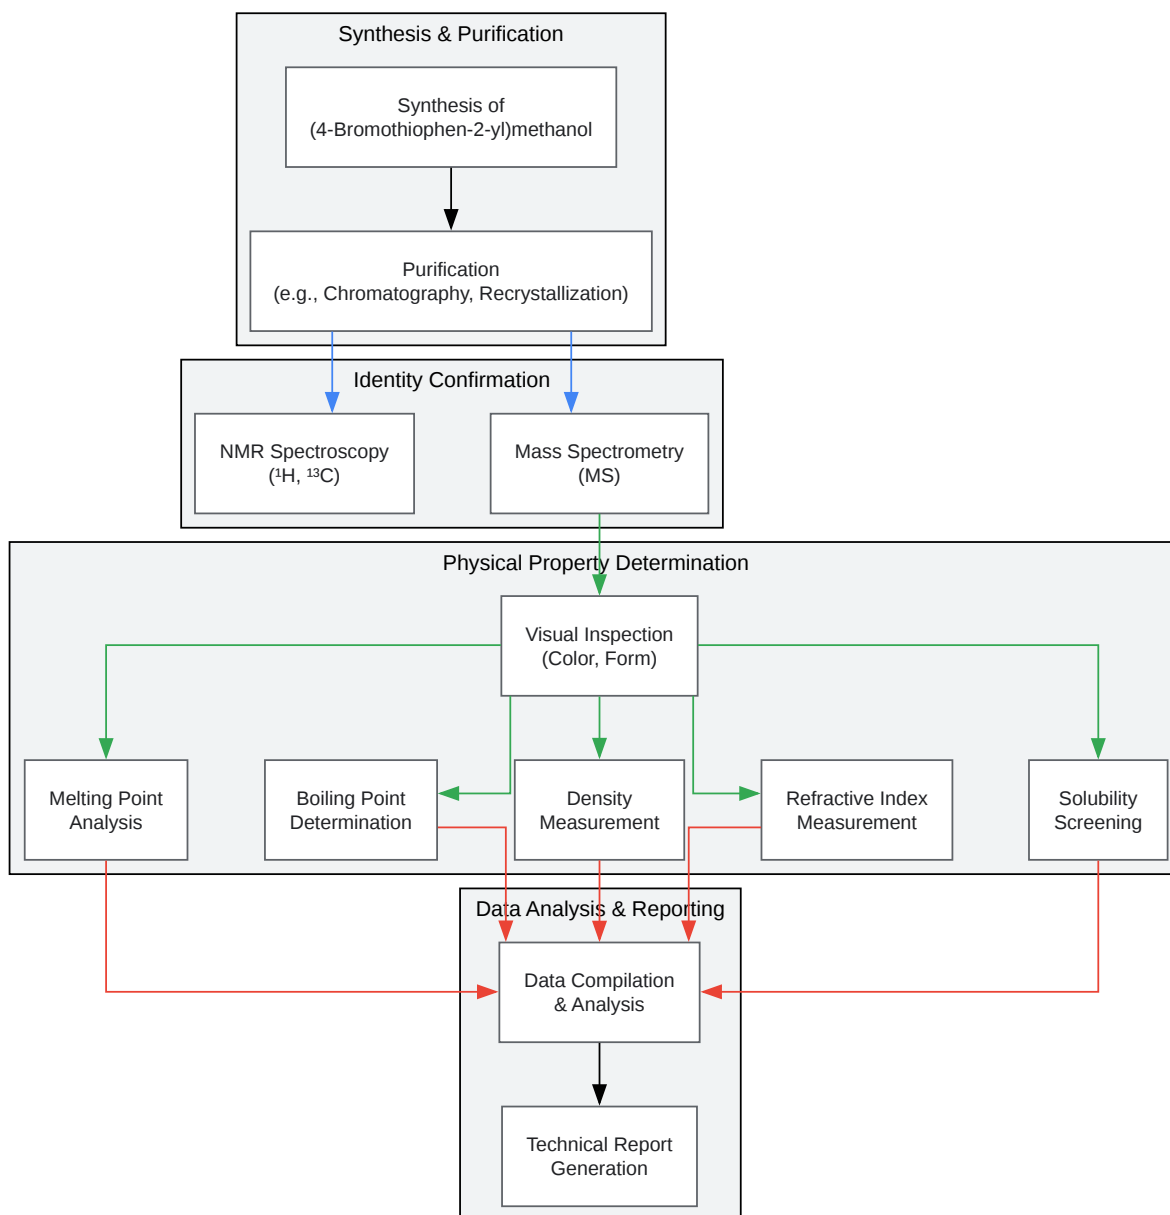 Synthesis & Purification
Synthesis of
(4-Bromothiophen-2-yl)methanol
Purification
(e.g., Chromatography, Recrystallization)
Identity Confirmation
NMR Spectroscopy
(¹H, ¹³C)
Mass Spectrometry
(MS)
Physical Property Determination
Visual Inspection
(Color, Form)
Melting Point
Analysis
Boiling Point
Determination
Density
Measurement
Refractive Index
Measurement
Solubility
Screening
Data Analysis & Reporting
Data Compilation
& Analysis
Technical Report
Generation